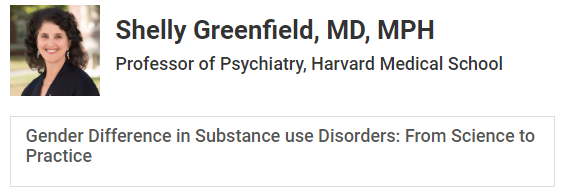 Shelly Greenfield, MD, MPH
Professor of Psychiatry, Harvard Medical School
Gender Difference in Substance use Disorders: From Science to
Practice